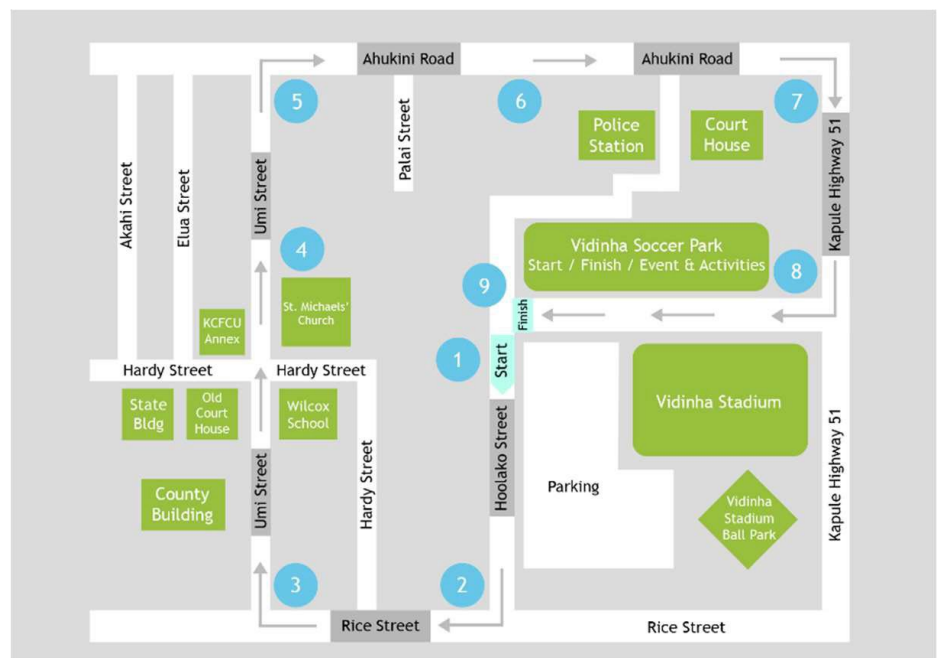 Ahukini Road
Ahukini Road
5
6
7
Police
Station
Court
House
Akahi Street
Elua Street
Umi Street
Palai Street
Kapule Highway 51
4
Vidinha Soccer Park
Start / Finish / Event & Activities
8
9
St. Michaels'
Church
KCFCU
Annex
Finish
1
Start
Hardy Street
Hardy Street
State
Bldg
Old
Court
House
Wilcox
School
Vidinha Stadium
Hoolako Street
Kapule Highway 51
Umi Street
Hardy Street
County
Building
Parking
Vidinha
Stadium
Ball Park
3
2
Rice Street
Rice Street